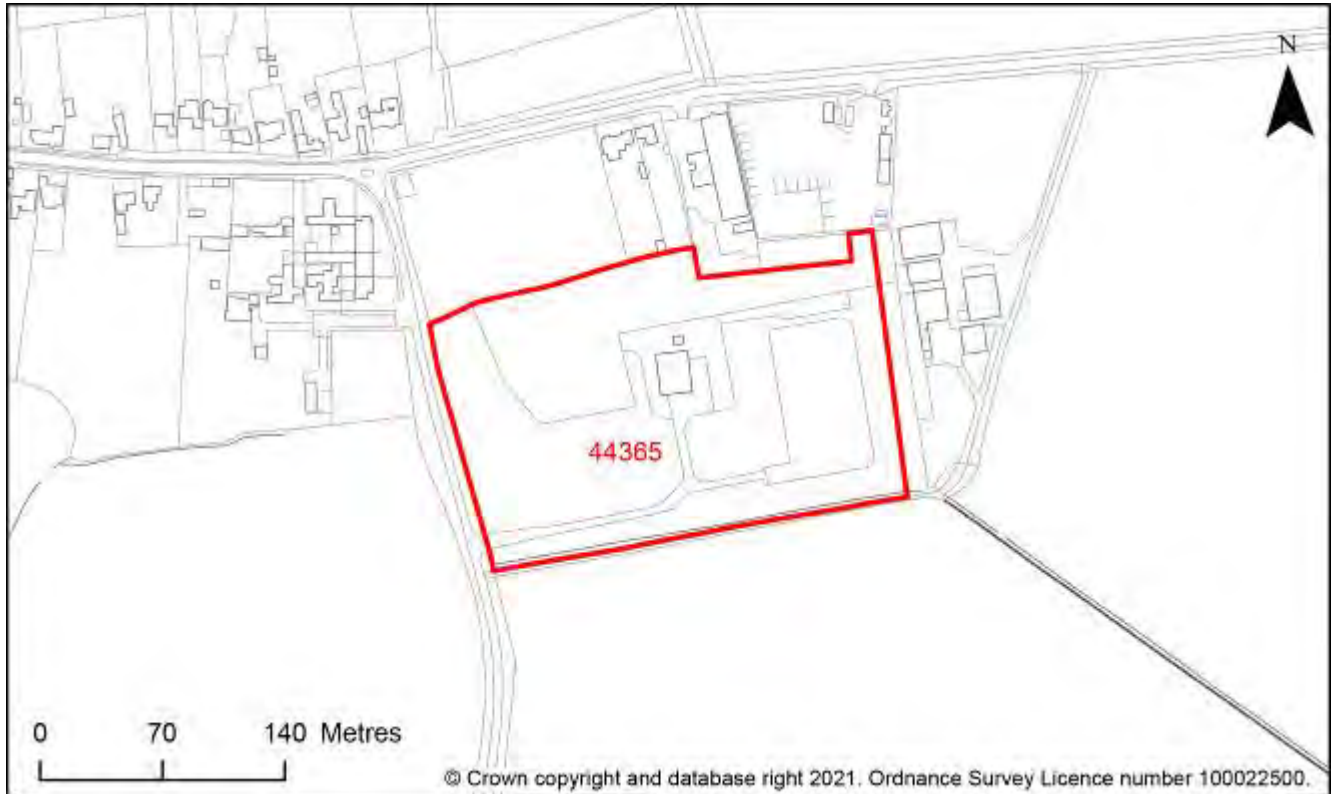 N
44365
0 70 140 Metres
© Crown copyright and database right 2021. Ordnance Survey Licence number 100022500.